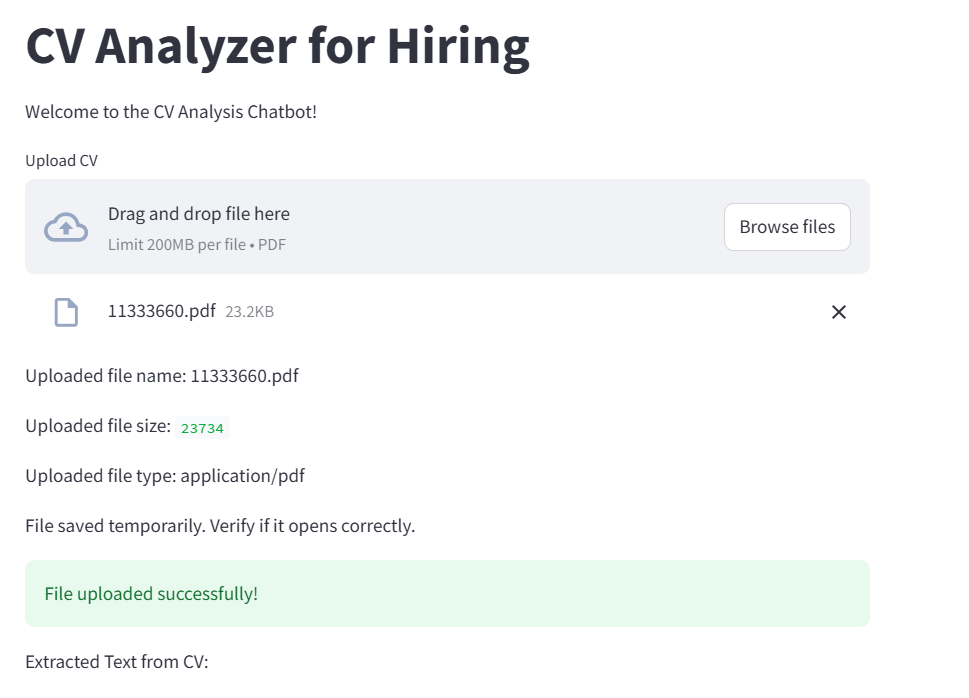 CV Analyzer for Hiring
Welcome to the CV Analysis Chatbot!
Upload CV
Drag and drop file here
Limit 200MB per file • PDF
Browse files
11333660.pdf 23.2KB
Uploaded file name: 11333660.pdf
Uploaded file size: 23734
Uploaded file type: application/pdf
File saved temporarily. Verify if it opens correctly.
File uploaded successfully!
Extracted Text from CV: